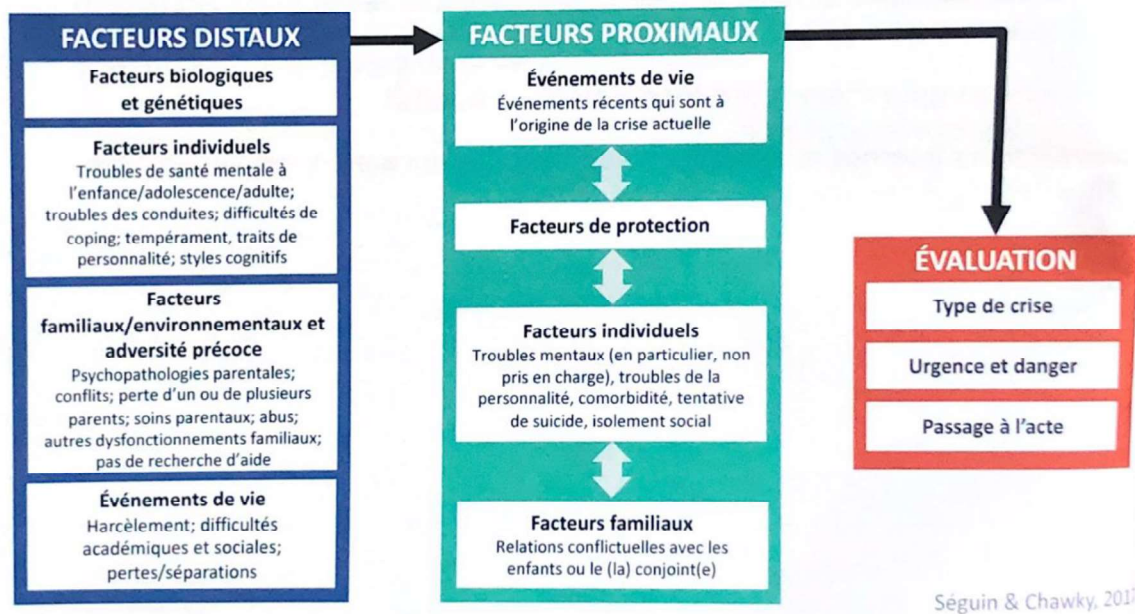 FACTEURS DISTAUX
Facteurs biologiques
et génétiques
Facteurs individuels
Troubles de santé mentale à
l'enfance/adolescence/adulte;
troubles des conduites; difficultés de
coping; tempérament, traits de
personnalité; styles cognitifs
Facteurs
familiaux/environnementaux et
adversité précoce
Psychopathologies parentales;
conflits; perte d'un ou de plusieurs
parents; soins parentaux; abus;
autres dysfonctionnements familiaux;
pas de recherche d'aide
Événements de vie
Harcèlement; difficultés
académiques et sociales;
pertes/séparations
FACTEURS PROXIMAUX
Événements de vie
Événements récents qui sont à
l'origine de la crise actuelle
Facteurs de protection
Facteurs individuels
Troubles mentaux (en particulier, non
pris en charge), troubles de la
personnalité, comorbidité, tentative
de suicide, isolement social
Facteurs familiaux
Relations conflictuelles avec les
enfants ou le (la) conjoint(e)
ÉVALUATION
Type de crise
Urgence et danger
Passage à l'acte
Séguin & Chawky,